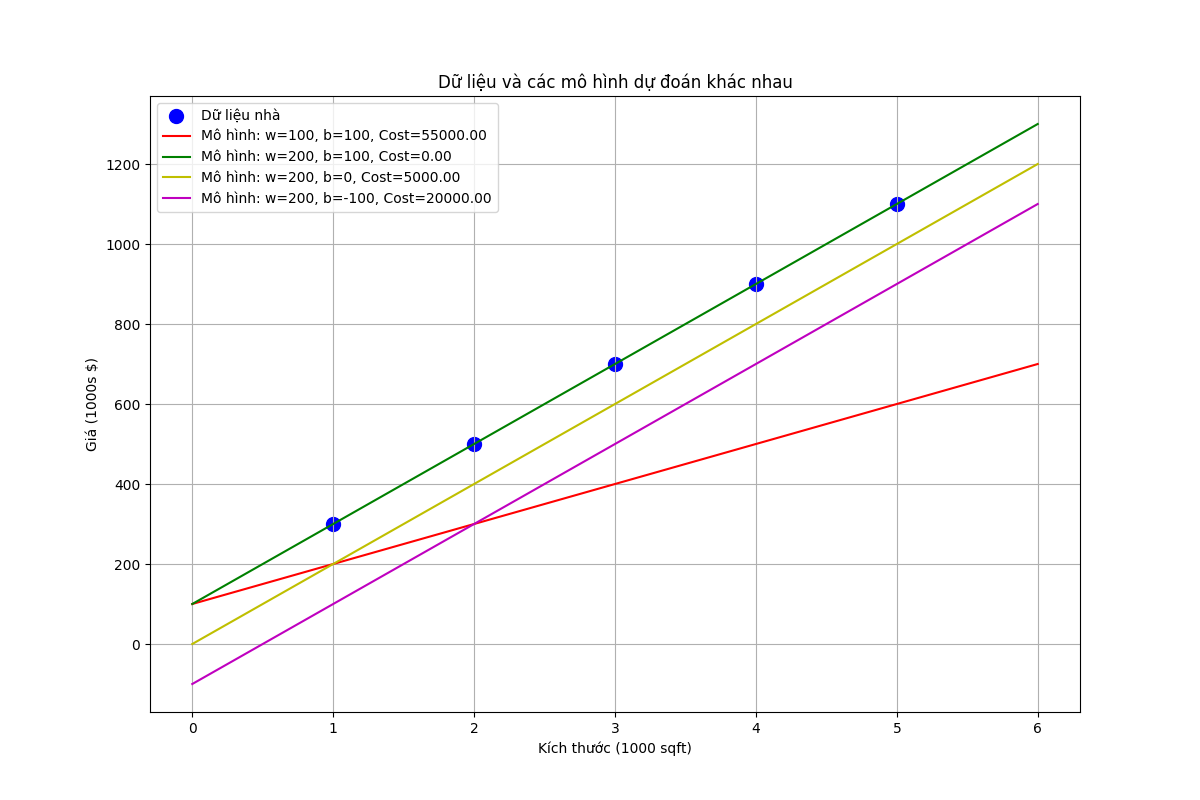 Dữ liệu và các mô hình dự đoán khác nhau
Dữ liệu nhà
Mô hình: w=100, b=100, Cost=55000.00
Mô hình: w=200, b=100, Cost=0.00
Mô hình: w=200, b=0, Cost=5000.00
Mô hình: w=200, b=-100, Cost=20000.00
Giá (1000s $)
1200
1000
800
600
400
200
0
0 1 2 3 4 5 6
Kích thước (1000 sqft)